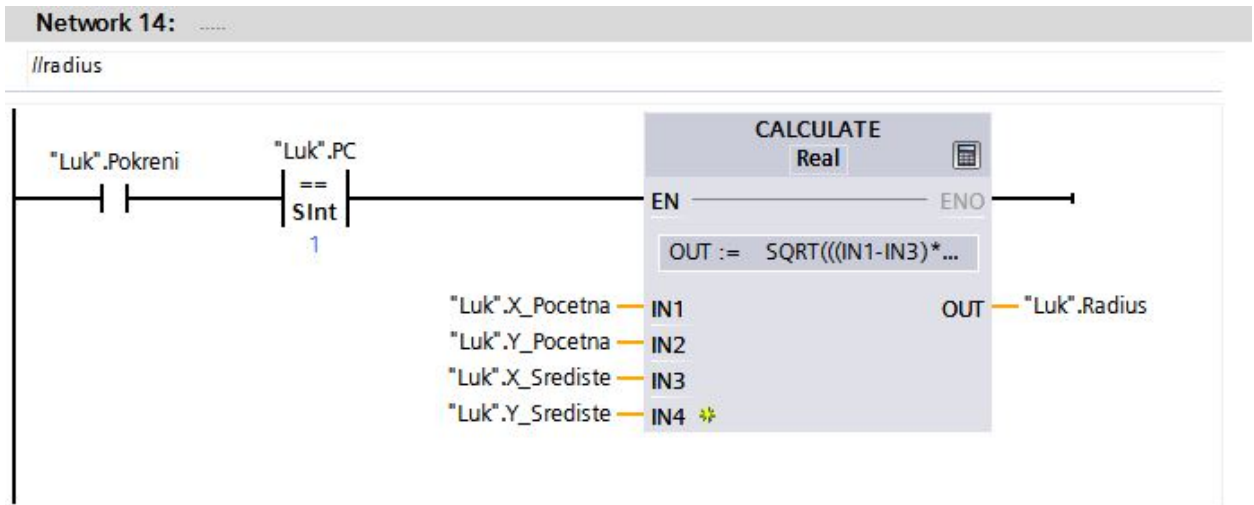 Network 14: .....
//radius
"Luk".Pokreni
"Luk".PC
==
SInt
1
CALCULATE
Real
EN
ENO
OUT := SQRT(((IN1-IN3)*...
"Luk".X_Pocetna IN1
OUT "Luk".Radius
"Luk".Y_Pocetna IN2
"Luk".X_Srediste IN3
"Luk".Y_Srediste IN4